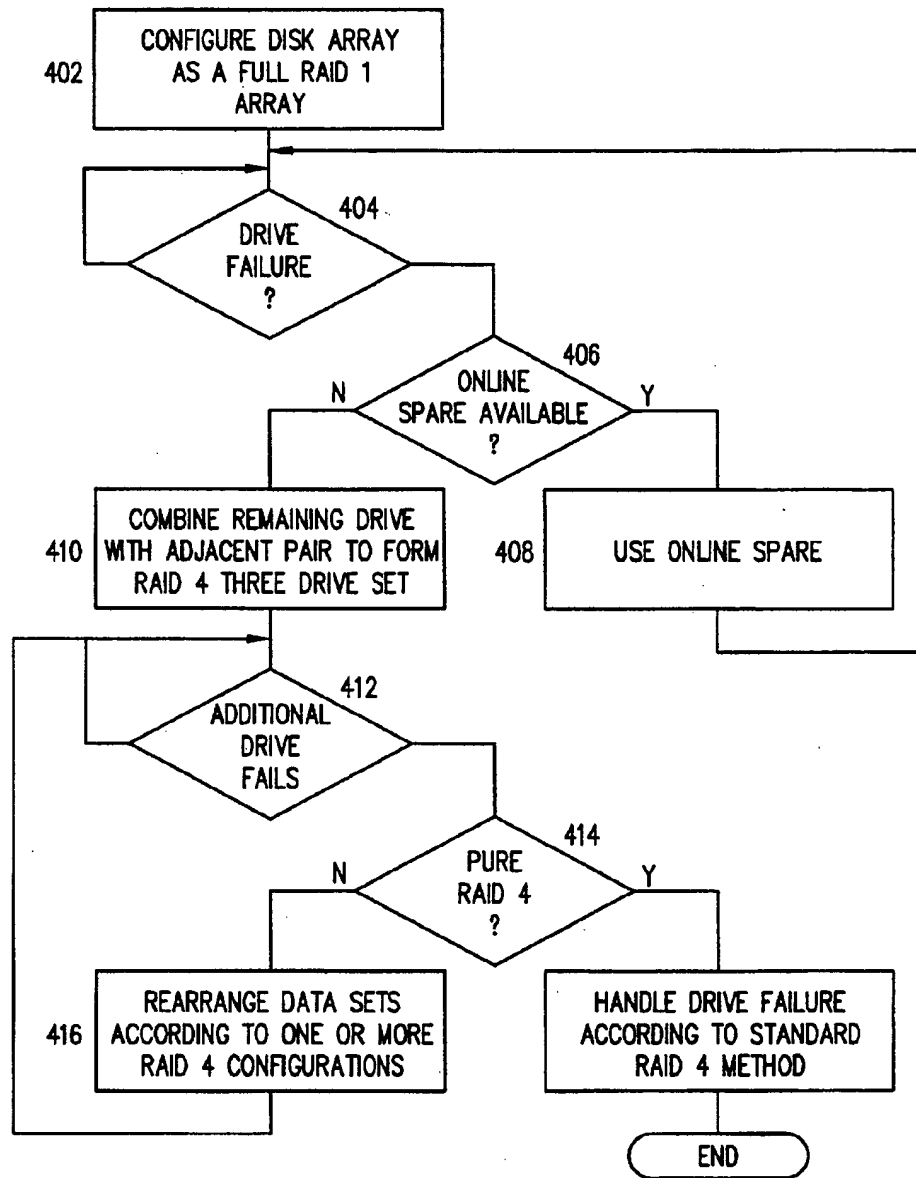 402
CONFIGURE DISK ARRAY
AS A FULL RAID 1
ARRAY
404
DRIVE
FAILURE
?
406
N
ONLINE
SPARE AVAILABLE
?
Y
410
COMBINE REMAINING DRIVE
WITH ADJACENT PAIR TO FORM
RAID 4 THREE DRIVE SET
408
USE ONLINE SPARE
412
ADDITIONAL
DRIVE
FAILS
414
N
PURE
RAID 4
?
Y
416
REARRANGE DATA SETS
ACCORDING TO ONE OR MORE
RAID 4 CONFIGURATIONS
HANDLE DRIVE FAILURE
ACCORDING TO STANDARD
RAID 4 METHOD
END